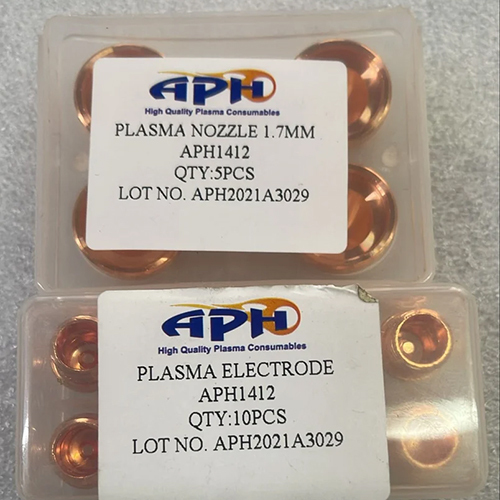 APH
High Quality Plasma Consumables
PLASMA NOZZLE 1.7MM
APH1412
QTY:5PCS
LOT NO. APH2021A3029
APH
High Quality Plasma Consumables
PLASMA ELECTRODE
APH1412
QTY:10PCS
LOT NO. APH2021A3029